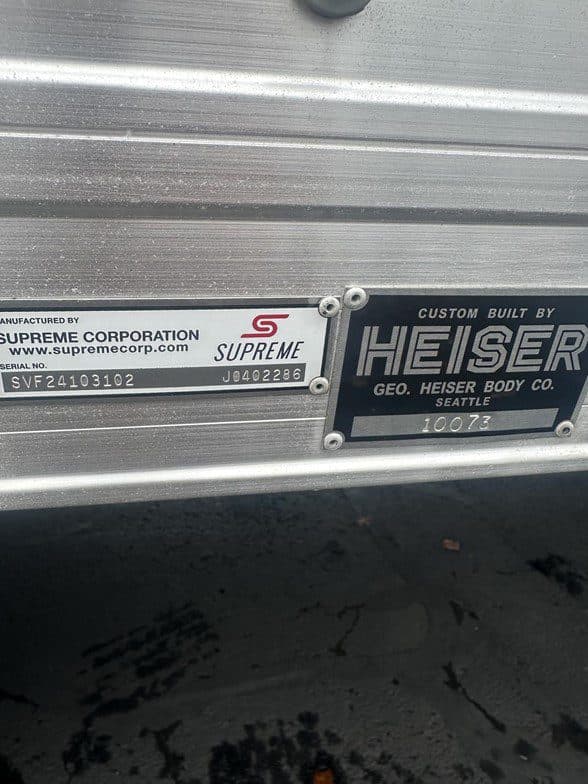 ANUFACTURED BY
SUPREME CORPORATION
www.supremecorp.com
SUPREME
SERIAL NO.
SVF24103102 J0402286
CUSTOM BUILT BY
HEISER
GEO. HEISER BODY CO.
SEATTLE
10073